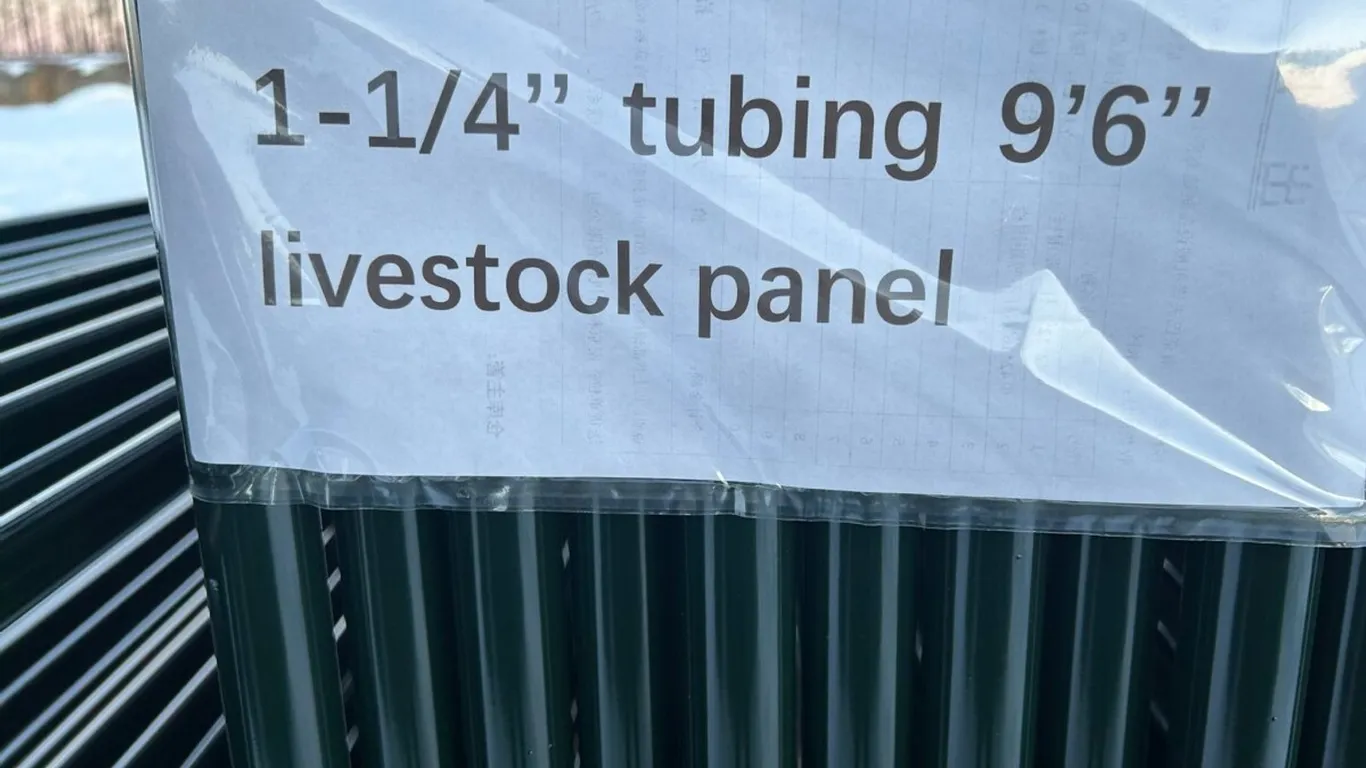 1-1/4’’ tubing 9’6’’
livestock panel